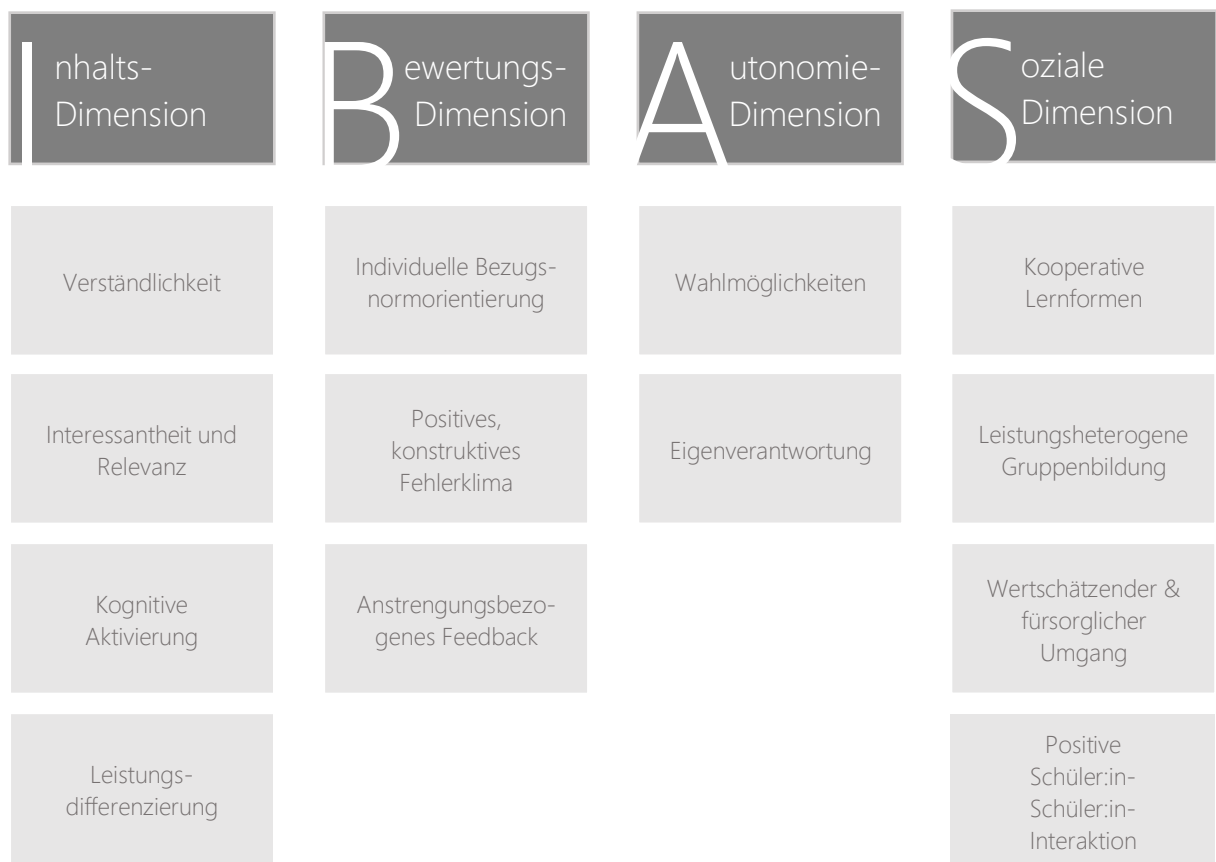 Inhalts-
Dimension
Bewertungs-
Dimension
Autonomie-
Dimension
Soziale
Dimension
Verständlichkeit
Individuelle Bezugs-
normorientierung
Wahlmöglichkeiten
Kooperative
Lernformen
Interessantheit und
Relevanz
Positives,
konstruktives
Fehlerklima
Eigenverantwortung
Leistungsheterogene
Gruppenbildung
Kognitive
Aktivierung
Anstrengungsbezo-
genes Feedback
Wertschätzender &
fürsorglicher
Umgang
Leistungs-
differenzierung
Positive
Schüler:in-
Schüler:in-
Interaktion